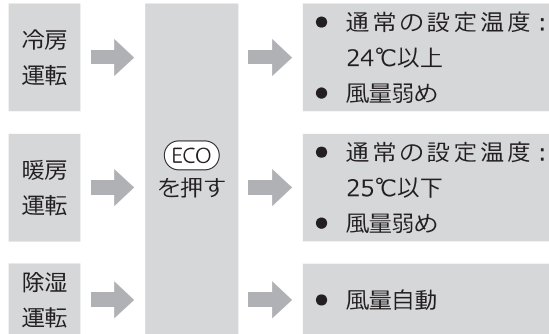 冷房
運転
暖房
運転
除湿
運転
ECO
を押す
● 通常の設定温度：
24℃以上
● 風量弱め
● 通常の設定温度：
25℃以下
● 風量弱め
● 風量自動